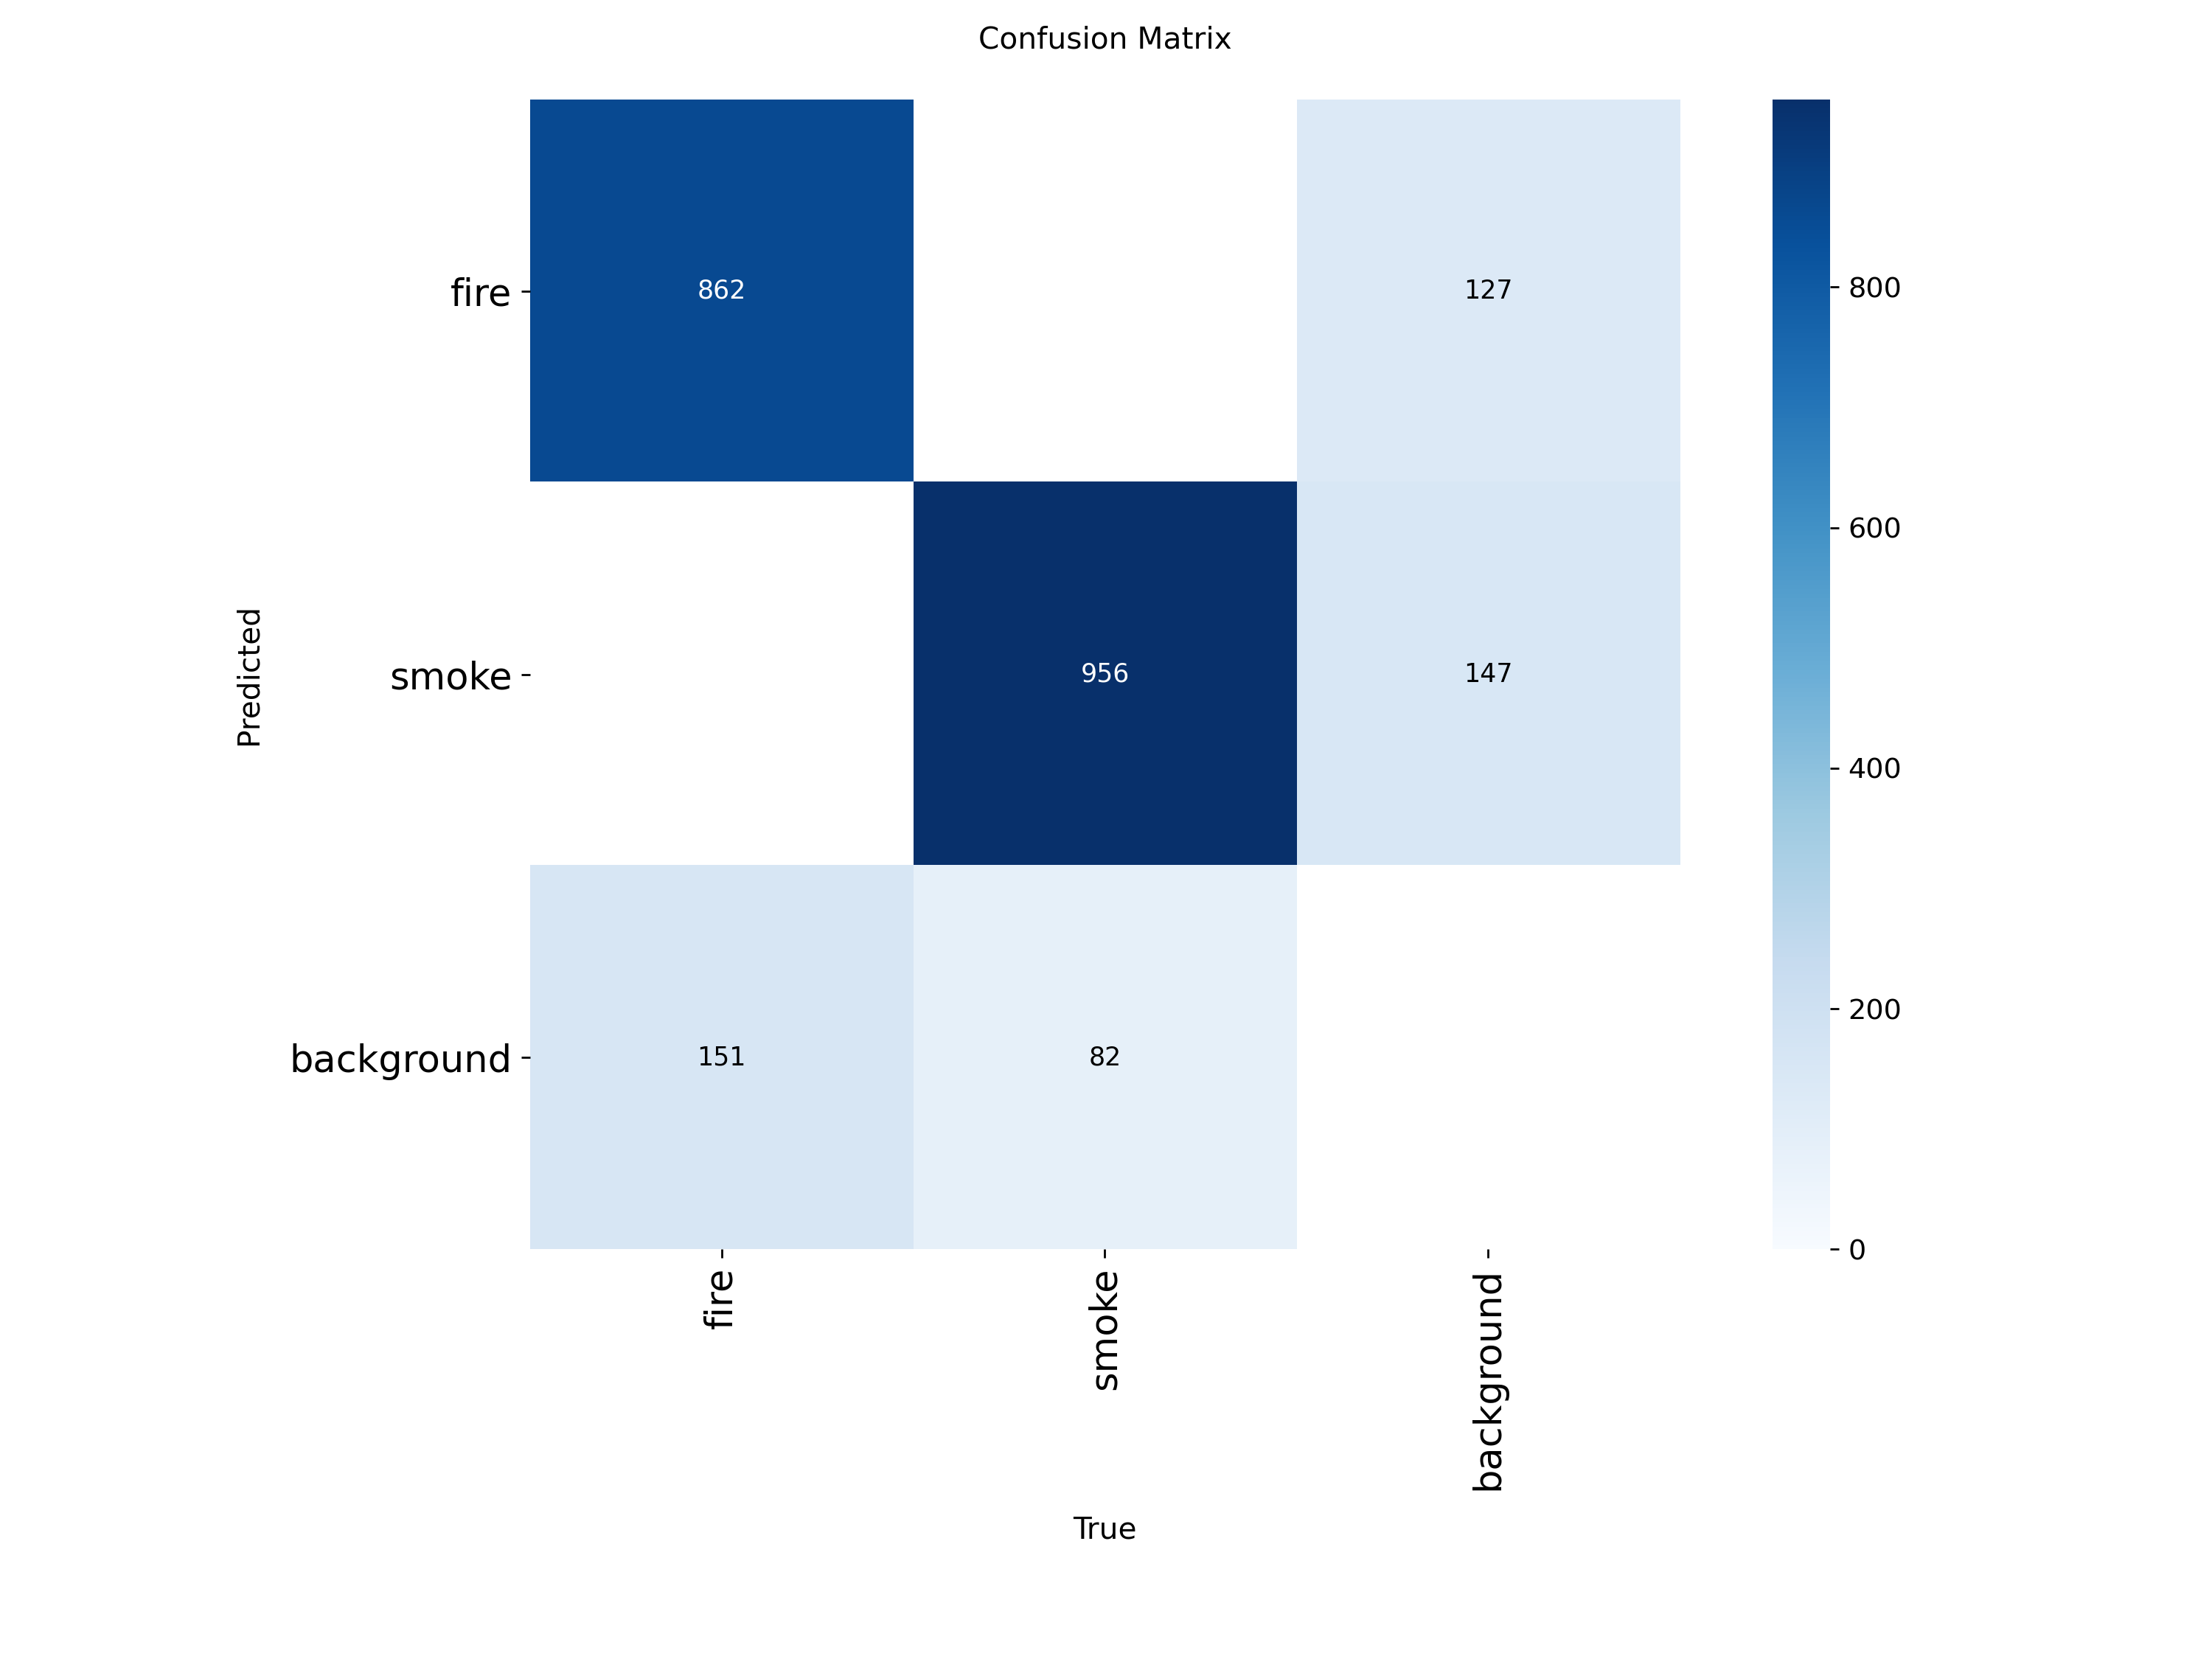 Confusion Matrix
fire
862
127
800
600
Predicted
smoke
956
147
400
200
background
151
82
0
fire
smoke
background
True